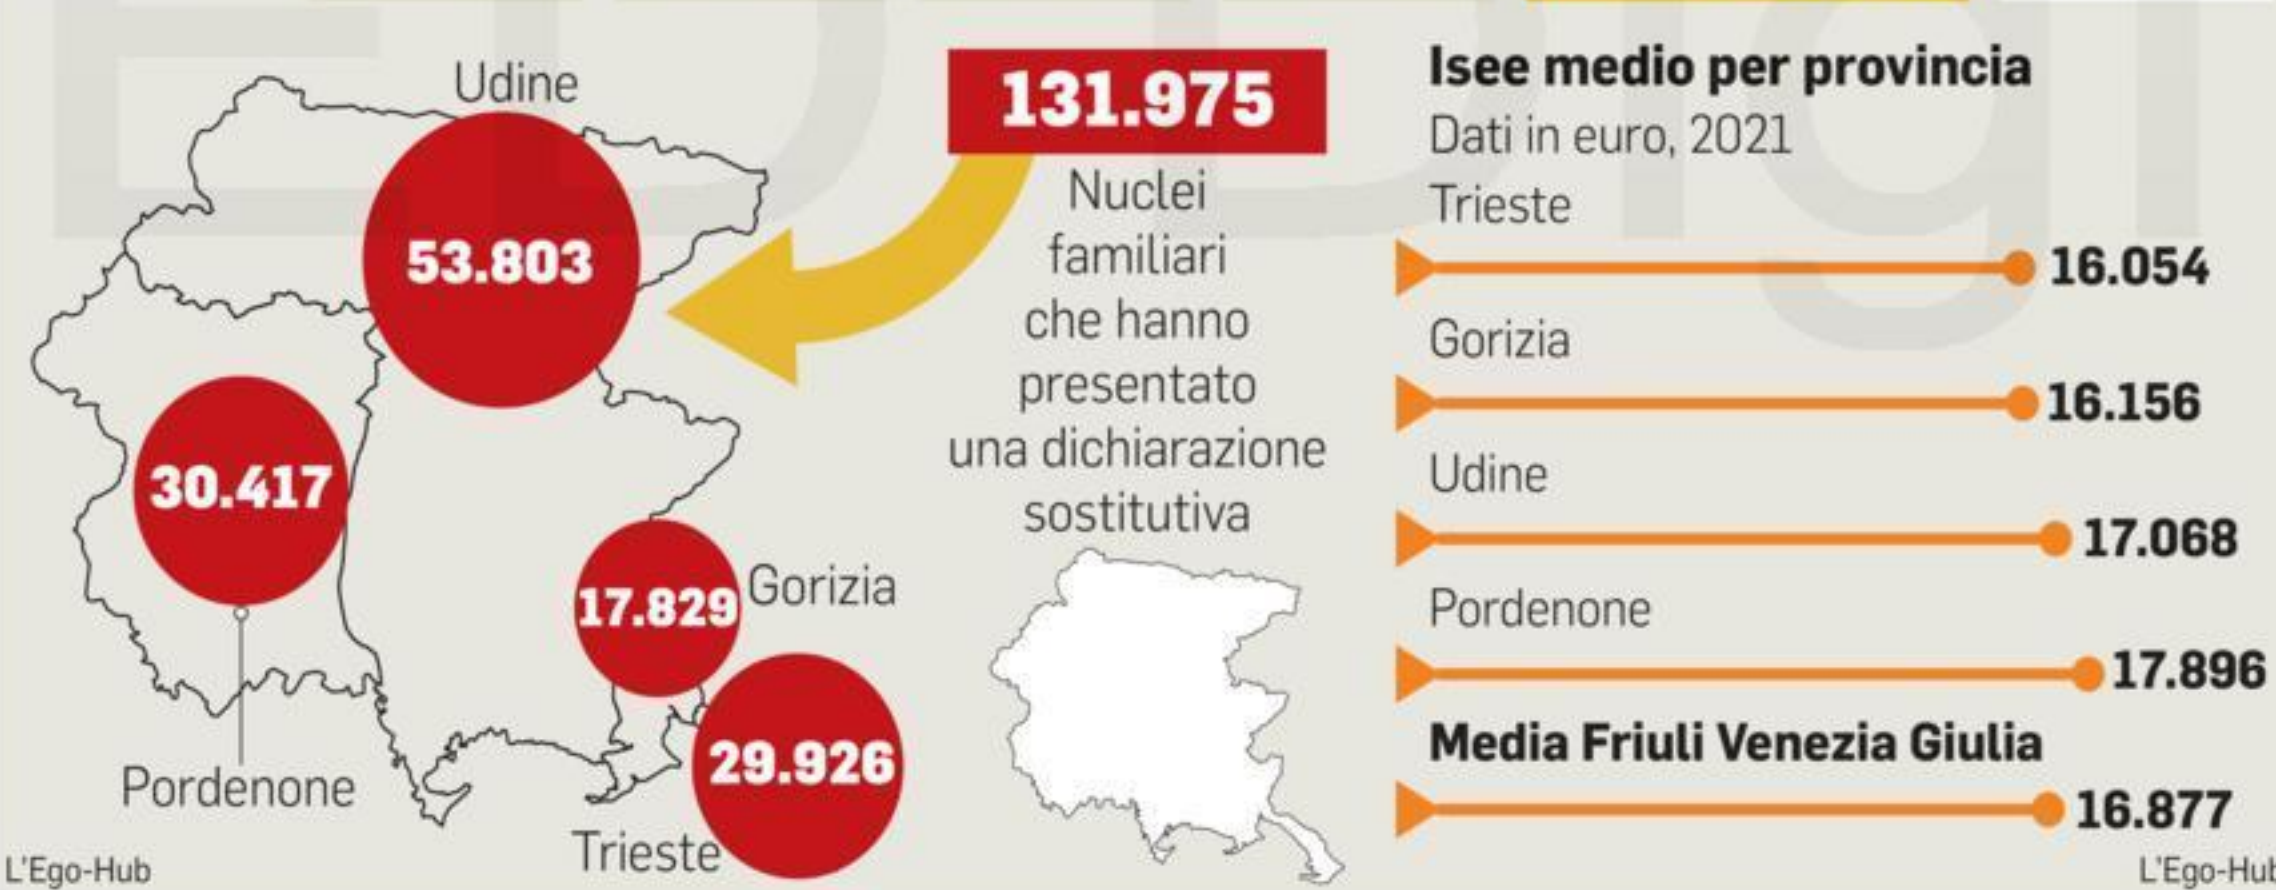 Udine
53.803
30.417
17.829
Gorizia
29.926
Pordenone
Trieste
L'Ego-Hub
131.975
Nuclei
familiari
che hanno
presentato
una dichiarazione
sostitutiva
Isee medio per provincia
Dati in euro, 2021
Trieste
16.054
Gorizia
16.156
Udine
17.068
Pordenone
17.896
Media Friuli Venezia Giulia
16.877
L'Ego-Hub